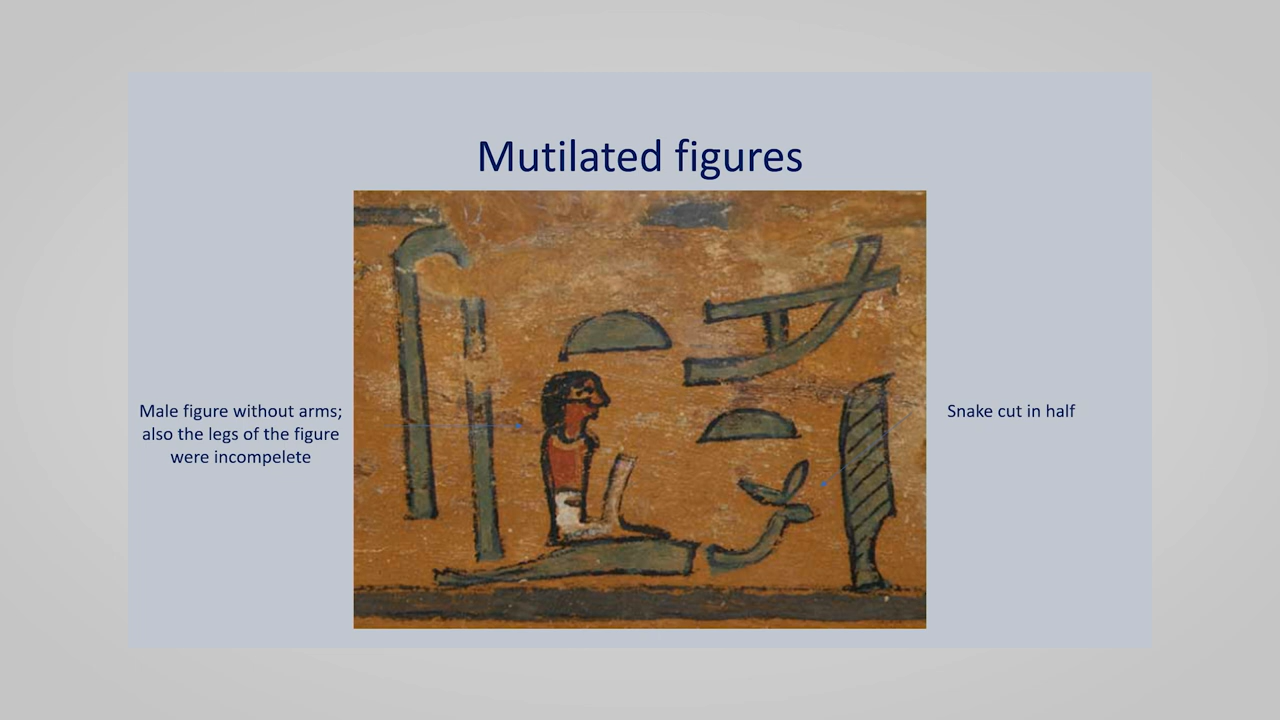 Mutilated figures
Male figure without arms;
also the legs of the figure
were incompelete
Snake cut in half